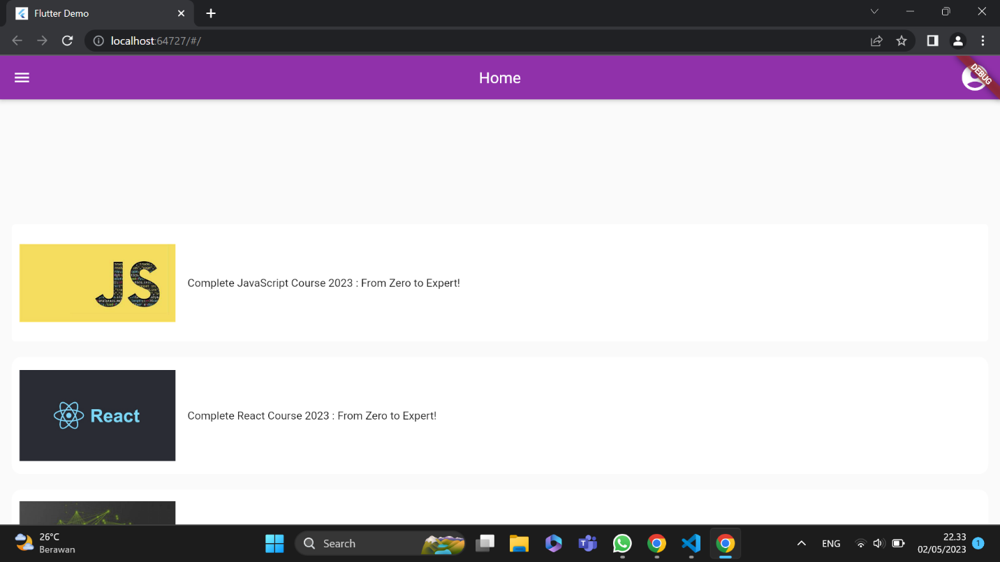 Flutter Demo
localhost:64727/#/
Home
DEBUG
JS
Complete JavaScript Course 2023 : From Zero to Expert!
React
Complete React Course 2023 : From Zero to Expert!
26°C
Berawan
Search
ENG
22.33
02/05/2023
1